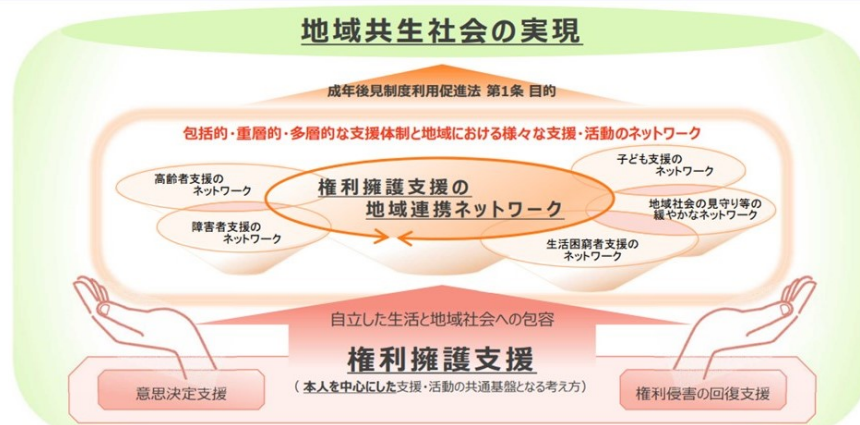 地域共生社会の実現
成年後見制度利用促進法 第1条 目的
包括的・重層的・多層的な支援体制と地域における様々な支援・活動のネットワーク
高齢者支援の
ネットワーク
障害者支援の
ネットワーク
権利擁護支援の
地域連携ネットワーク
子ども支援の
ネットワーク
地域社会の見守り等の
緩やかなネットワーク
生活困窮者支援の
ネットワーク
自立した生活と地域社会への包容
権利擁護支援
（ 本人を中心にした支援・活動の共通基盤となる考え方）
意思決定支援
権利侵害の回復支援